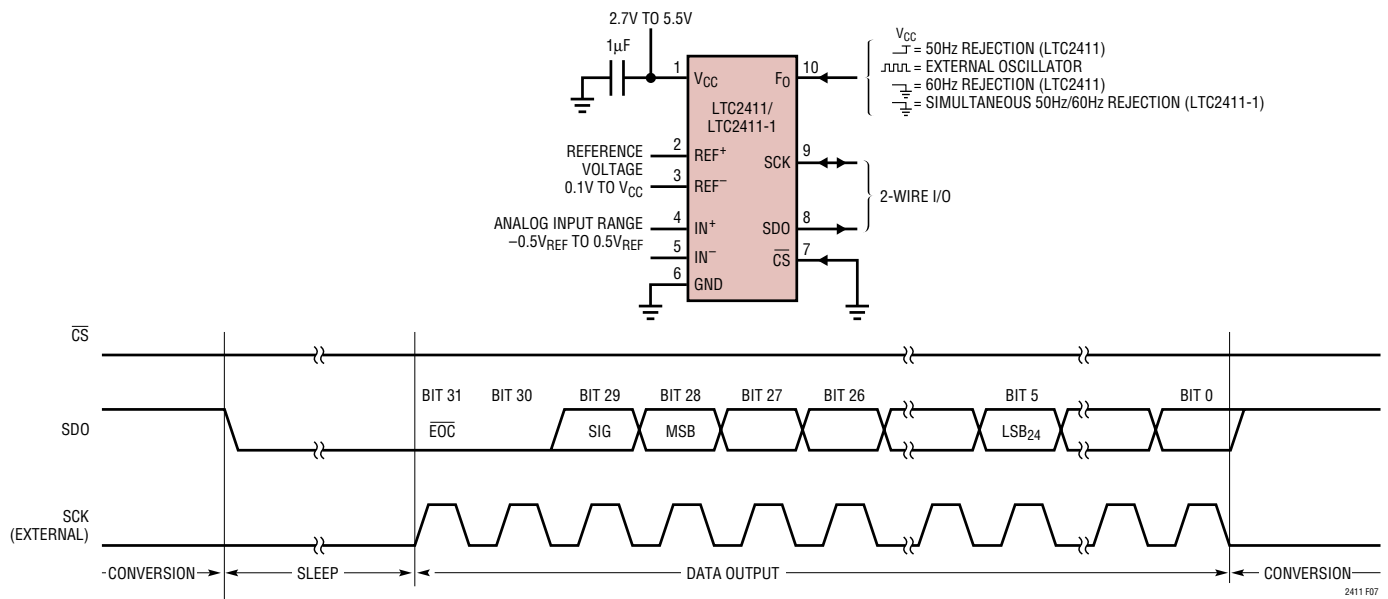 2.7V TO 5.5V
1µF
VCC
= 50Hz REJECTION (LTC2411)
= EXTERNAL OSCILLATOR
= 60Hz REJECTION (LTC2411)
= SIMULTANEOUS 50Hz/60Hz REJECTION (LTC2411-1)
1
VCC
FO
10
LTC2411/
LTC2411-1
REFERENCE
VOLTAGE
0.1V TO VCC
2
REF+
3
REF–
SCK
9
2-WIRE I/O
ANALOG INPUT RANGE
–0.5VREF TO 0.5VREF
4
IN+
5
IN–
6
GND
SDO
8
CS
7
CS
BIT 31 BIT 30 BIT 29 BIT 28 BIT 27 BIT 26 BIT 5 BIT 0
SDO
EOC SIG MSB LSB24
SCK
(EXTERNAL)
CONVERSION SLEEP DATA OUTPUT CONVERSION
2411 F07